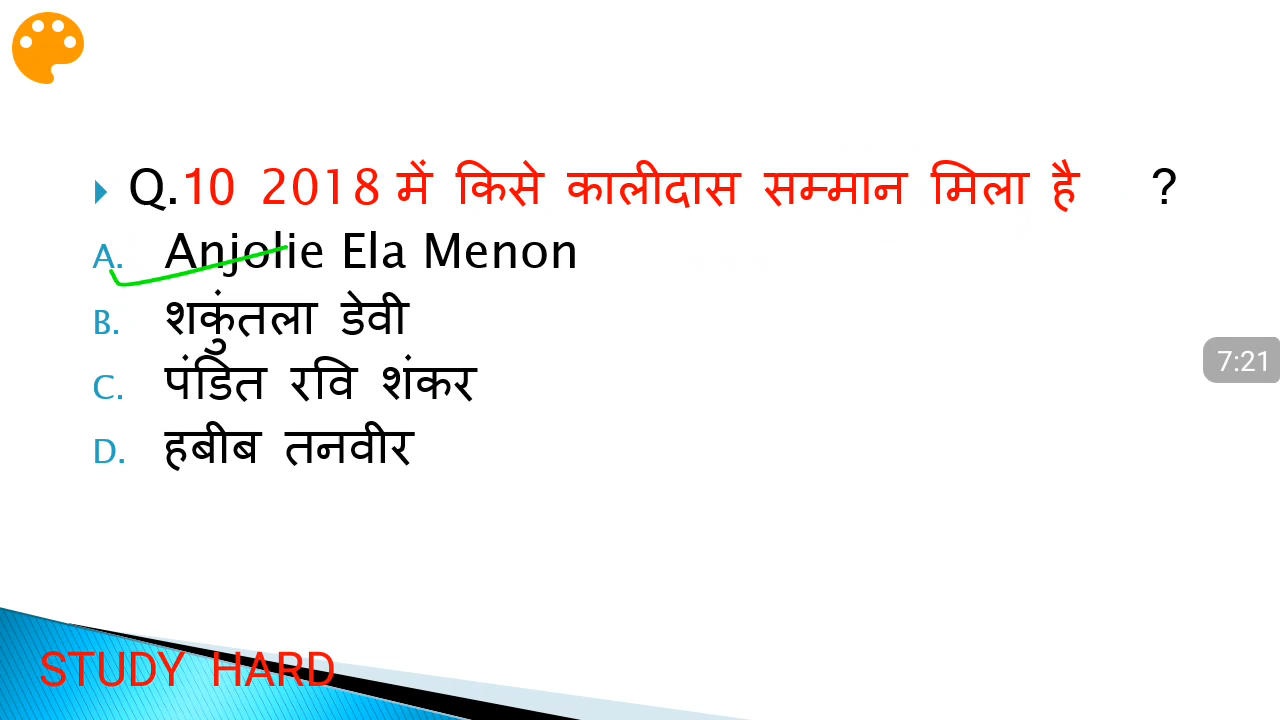 Q.10 2018 में किसे कालीदास सम्मान मिला है ?
A. Anjolie Ela Menon
B. शकुंतला डेवी
C. पंडित रवि शंकर
D. हबीब तनवीर
7:21
STUDY HARD